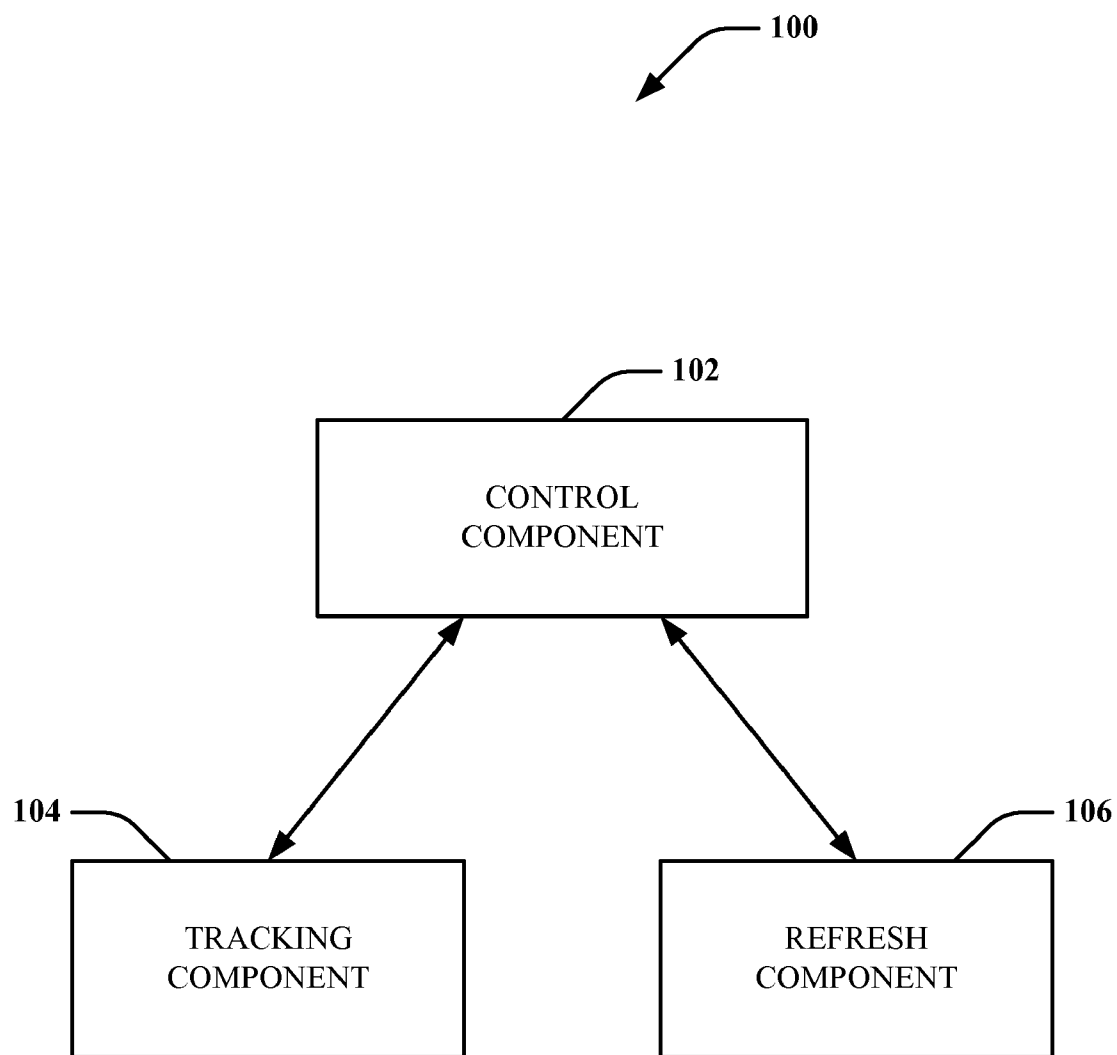 100
102
CONTROL
COMPONENT
104
106
TRACKING
COMPONENT
REFRESH
COMPONENT